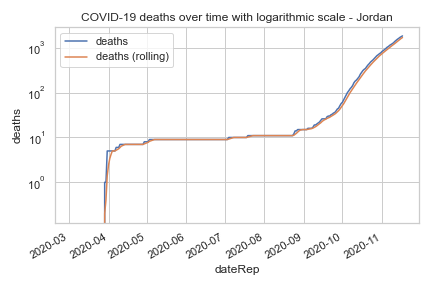 COVID-19 deaths over time with logarithmic scale - Jordan
deaths
deaths (rolling)
10³
10²
10¹
10⁰
deaths
2020-03
2020-04
2020-05
2020-06
2020-07
2020-08
2020-09
2020-10
2020-11
dateRep